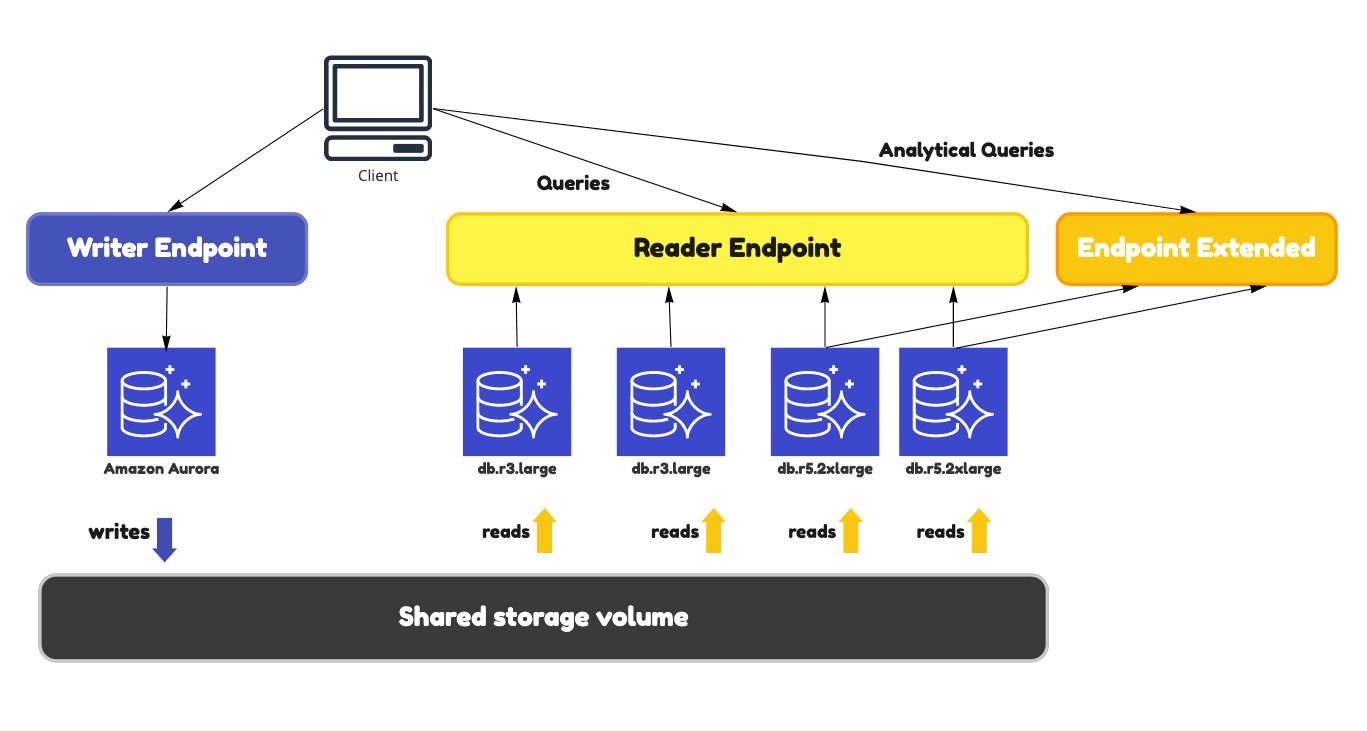 Client
Analytical Queries
Queries
Writer Endpoint
Reader Endpoint
Endpoint Extended
Amazon Aurora
db.r3.large
db.r3.large
db.r5.2xlarge
db.r5.2xlarge
writes
reads
reads
reads
reads
Shared storage volume